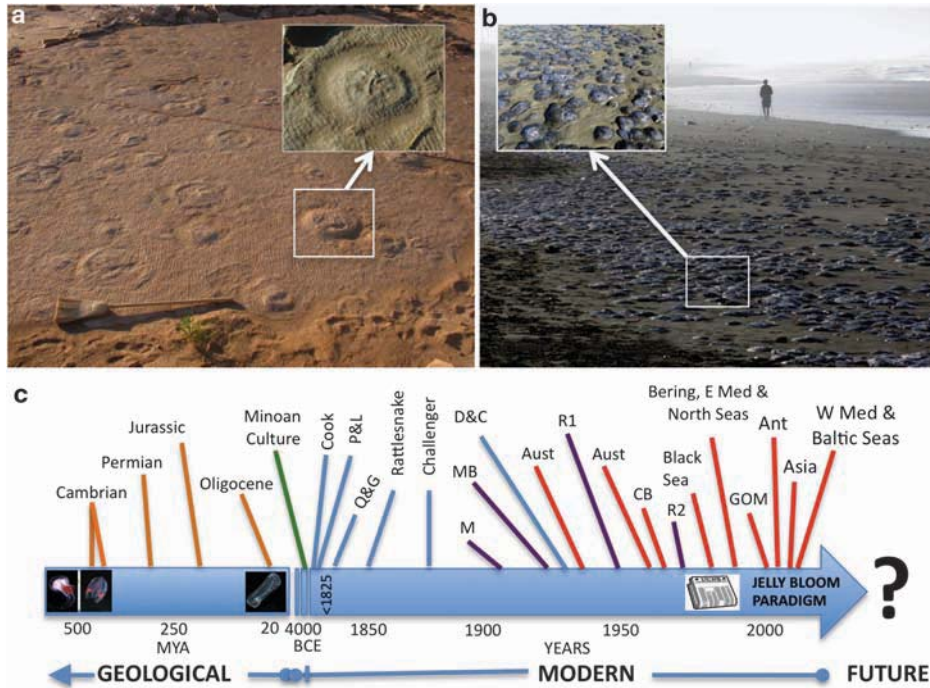 a
b
c
Cambrian
Permian
Jurassic
Oligocene
Minoan
Culture
Cook
P&L
Q&G
Rattlesnake
Challenger
M
MB
D&C
Aust
R1
Aust
CB
R2
Black
Sea
Bering, E Med &
North Seas
GOM
Ant
Asia
W Med &
Baltic Seas
<1825
JELLY BLOOM
PARADIGM
?
500 250 20 4000 1850 1900 1950 2000
MYA BCE YEARS
GEOLOGICAL MODERN FUTURE